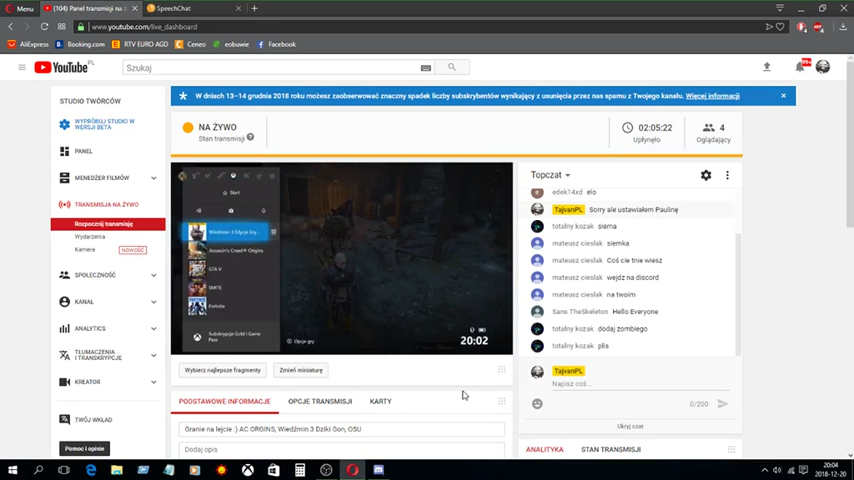 Menu
(104) Panel transmisji na ż
SpeechChat
www.youtube.com/live_dashboard
AliExpress
Booking.com
RTV EURO AGD
Ceneo
eobuwie
Facebook
YouTube PL
Szukaj
99+
STUDIO TWÓRCÓW
W dniach 13–14 grudnia 2018 roku możesz zaobserwować znaczny spadek liczby subskrybentów wynikający z usunięcia przez nas spamu z Twojego kanału. Więcej informacji
WYPRÓBUJ STUDIO W
WERSJI BETA
PANEL
MENEDŻER FILMÓW
TRANSMISJA NA ŻYWO
Rozpocznij transmisję
Wydarzenia
Kamera
NOWOŚĆ
SPOŁECZNOŚĆ
KANAŁ
ANALYTICS
TŁUMACZENIA
I TRANSKRYPCJE
KREATOR
TWÓJ WKŁAD
Pomoc i opinie
NA ŻYWO
Stan transmisji
02:05:22
Upłynęło
4
Oglądający
Start
Wiedźmin 3 Edycja Gry...
Assassin's Creed® Origins
GTA V
SMITE
Fortnite
Subskrypcje Gold i Game
Pass
Opcje gry
20:02
Wybierz najlepsze fragmenty
Zmień miniaturę
PODSTAWOWE INFORMACJE
OPCJE TRANSMISJI
KARTY
Granie na lejcie :) AC ORGINS, Wiedźmin 3 Dziki Gon, OSU
Dodaj opis
Topczat
edek14xd elo
TajvanPL Sorry ale ustawiałem Paulinę
totalny kozak siema
mateusz cieslak siemka
mateusz cieslak Coś cie tnie wiesz
mateusz cieslak wejdz na discord
mateusz cieslak na twoim
Sans TheSkeleton Hello Everyone
totalny kozak dodaj zombiego
totalny kozak plis
TajvanPL
Napisz coś...
0/200
Ukryj czat
ANALITYKA
STAN TRANSMISJI
20:04
2018-12-20